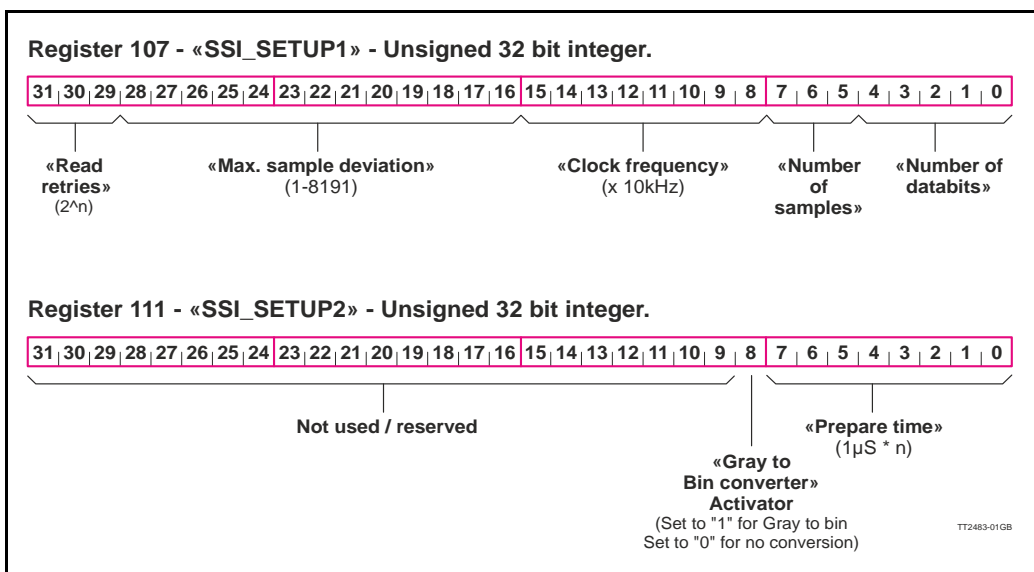 Register 107 - «SSI_SETUP1» - Unsigned 32 bit integer.
31 30 29 28 27 26 25 24 23 22 21 20 19 18 17 16 15 14 13 12 11 10 9 8 7 6 5 4 3 2 1 0
«Read
retries»
(2^n)
«Max. sample deviation»
(1-8191)
«Clock frequency»
(x 10kHz)
«Number
of
samples»
«Number of
databits»
Register 111 - «SSI_SETUP2» - Unsigned 32 bit integer.
31 30 29 28 27 26 25 24 23 22 21 20 19 18 17 16 15 14 13 12 11 10 9 8 7 6 5 4 3 2 1 0
Not used / reserved
«Gray to
Bin converter»
Activator
(Set to "1" for Gray to bin
Set to "0" for no conversion)
«Prepare time»
(1µS * n)
TT2483-01GB